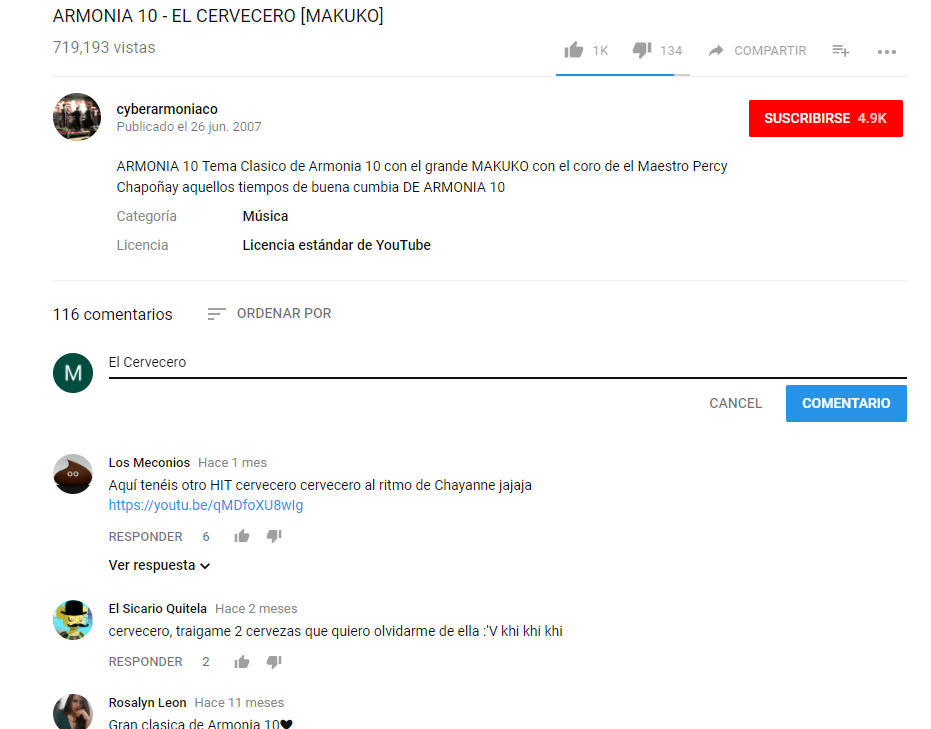 ARMONIA 10 - EL CERVECERO [MAKUKO]
719,193 vistas
1K 134 COMPARTIR
cyberarmoniaco
Publicado el 26 jun. 2007
SUSCRIBIRSE 4.9K
ARMONIA 10 Tema Clasico de Armonia 10 con el grande MAKUKO con el coro de el Maestro Percy
Chapoñay aquellos tiempos de buena cumbia DE ARMONIA 10
Categoría Música
Licencia Licencia estándar de YouTube
116 comentarios ORDENAR POR
M El Cervecero
CANCEL COMENTARIO
Los Meconios Hace 1 mes
Aquí tenéis otro HIT cervecero cervecero al ritmo de Chayanne jajaja
https://youtu.be/qMDfoXU8wIg
RESPONDER 6
Ver respuesta
El Sicario Quitela Hace 2 meses
cervecero, traigame 2 cervezas que quiero olvidarme de ella :'V khi khi khi
RESPONDER 2
Rosalyn Leon Hace 11 meses
Gran clasica de Armonia 10🖤